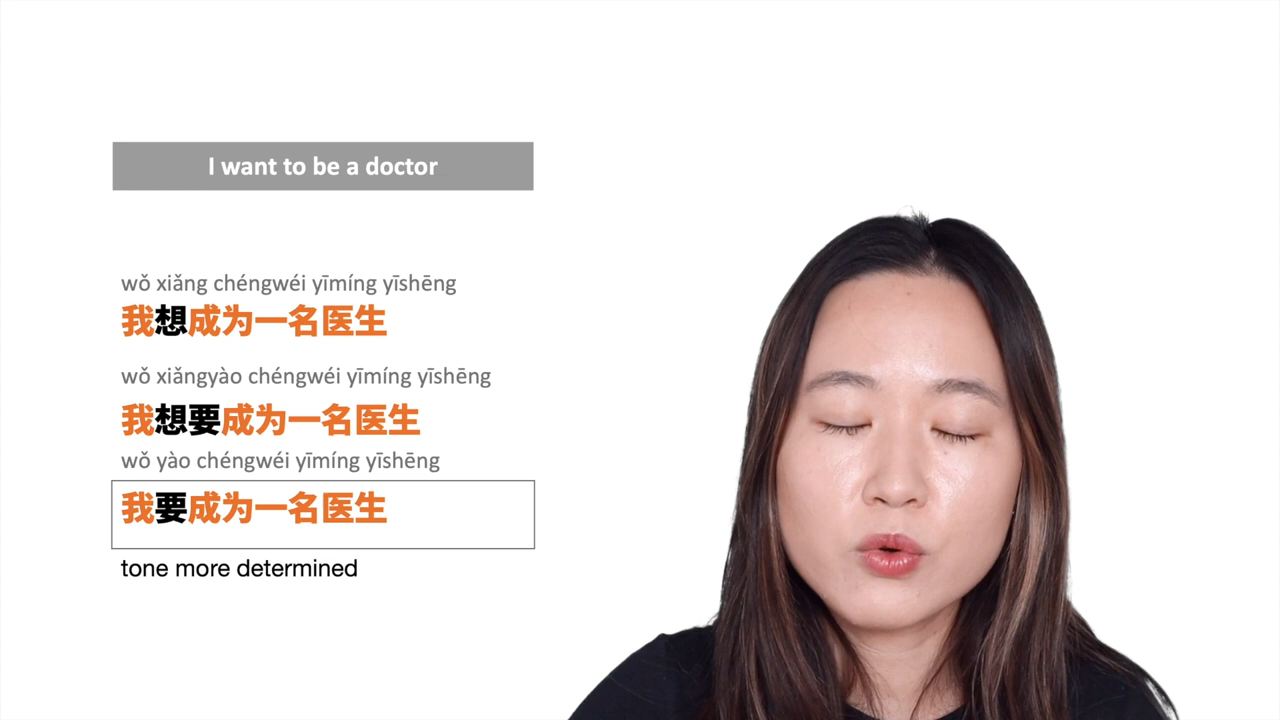 I want to be a doctor
wǒ xiǎng chéngwéi yīmíng yīshēng
我想成为一名医生
wǒ xiǎngyào chéngwéi yīmíng yīshēng
我想要成为一名医生
wǒ yào chéngwéi yīmíng yīshēng
我要成为一名医生
tone more determined